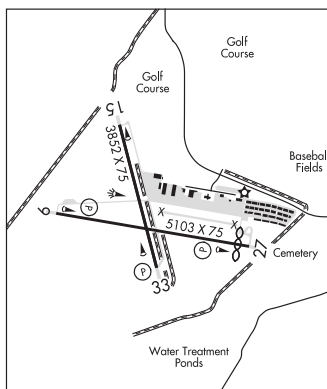 Golf
Course
Golf
Course
15
3852 X 75
Baseball
Fields
9
P
X
X
5103 X 75
P
27
Cemetery
P
33
Water Treatment
Ponds